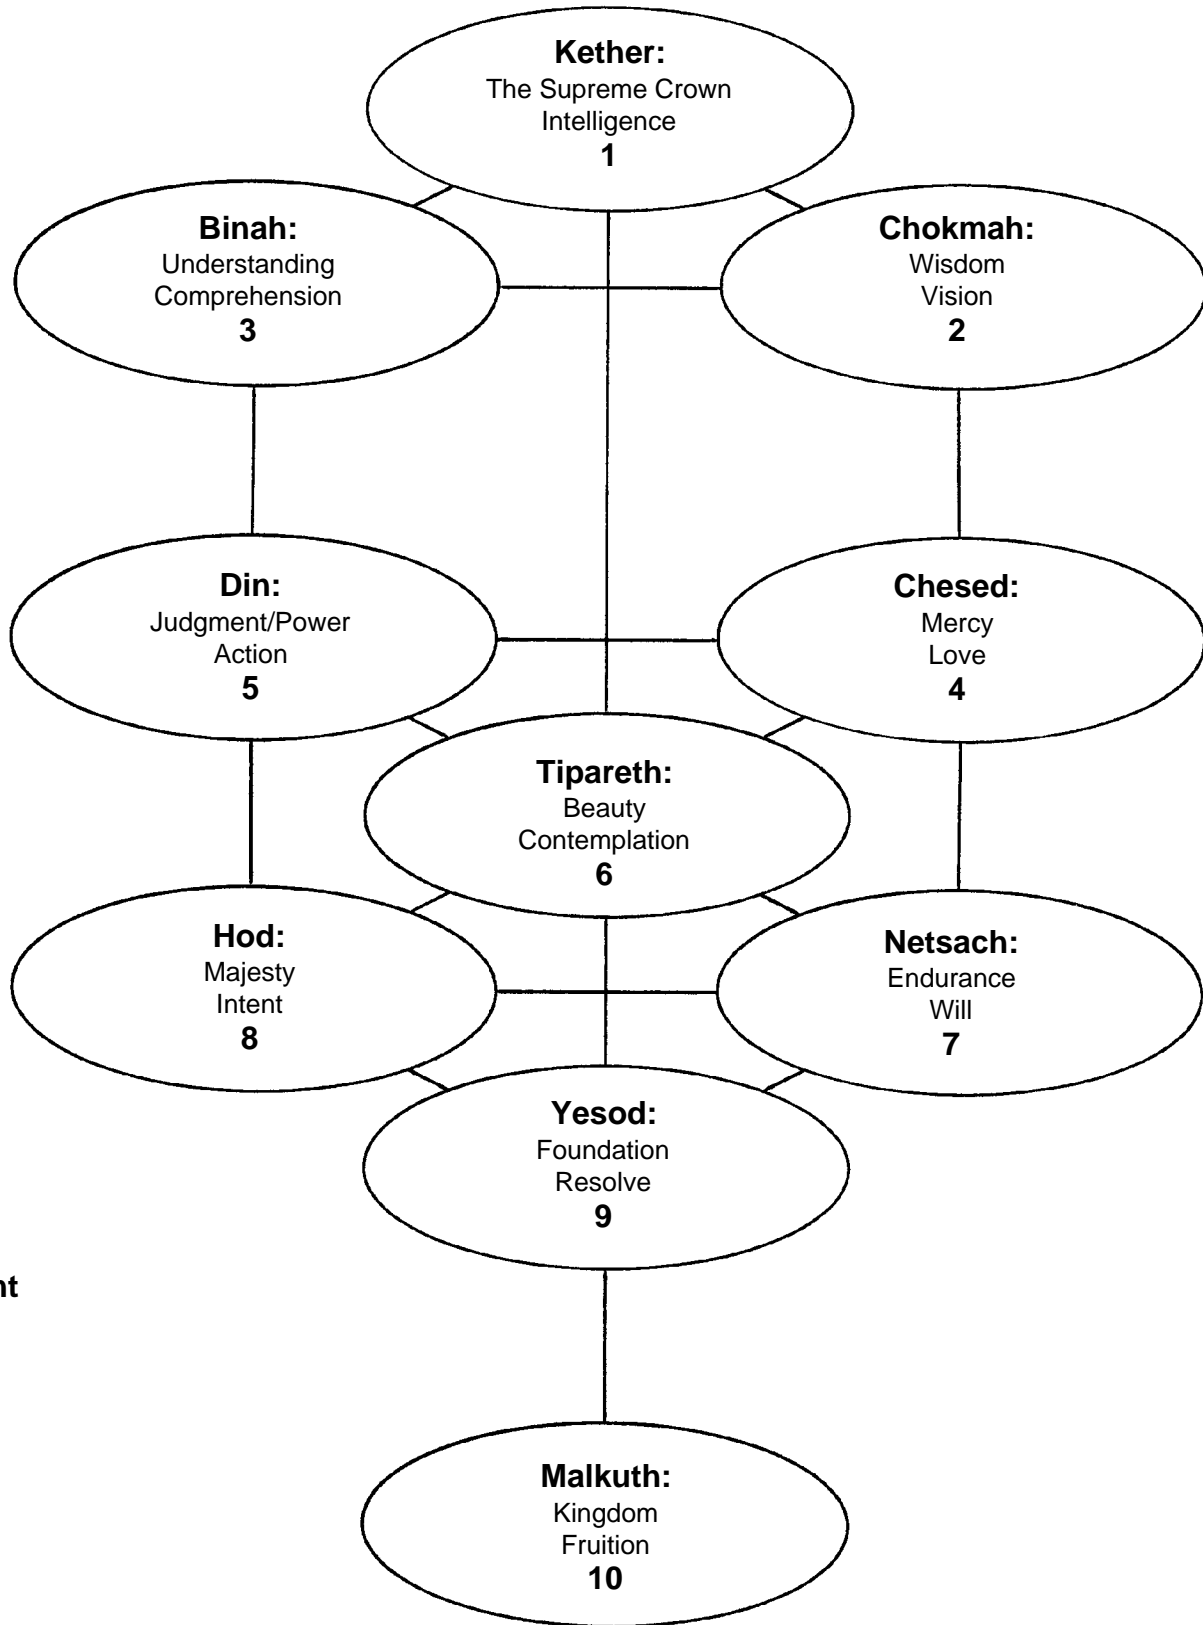 Kether:
The Supreme Crown
Intelligence
1
Binah:
Understanding
Comprehension
3
Chokmah:
Wisdom
Vision
2
Din:
Judgment/Power
Action
5
Chesed:
Mercy
Love
4
Tipareth:
Beauty
Contemplation
6
Hod:
Majesty
Intent
8
Netsach:
Endurance
Will
7
Yesod:
Foundation
Resolve
9
Malkuth:
Kingdom
Fruition
10